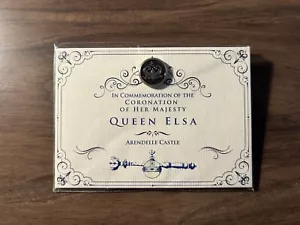 In Commemoration of the
Coronation
of Her Majesty
Queen Elsa
Arendelle Castle